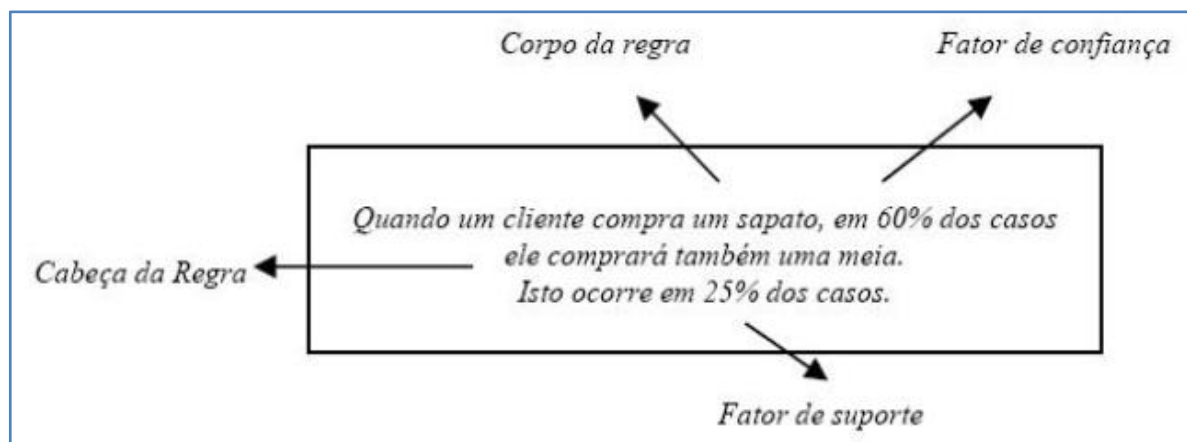 Corpo da regra
Fator de confiança
Quando um cliente compra um sapato, em 60% dos casos
ele comprará também uma meia.
Cabeça da Regra
Isto ocorre em 25% dos casos.
Fator de suporte